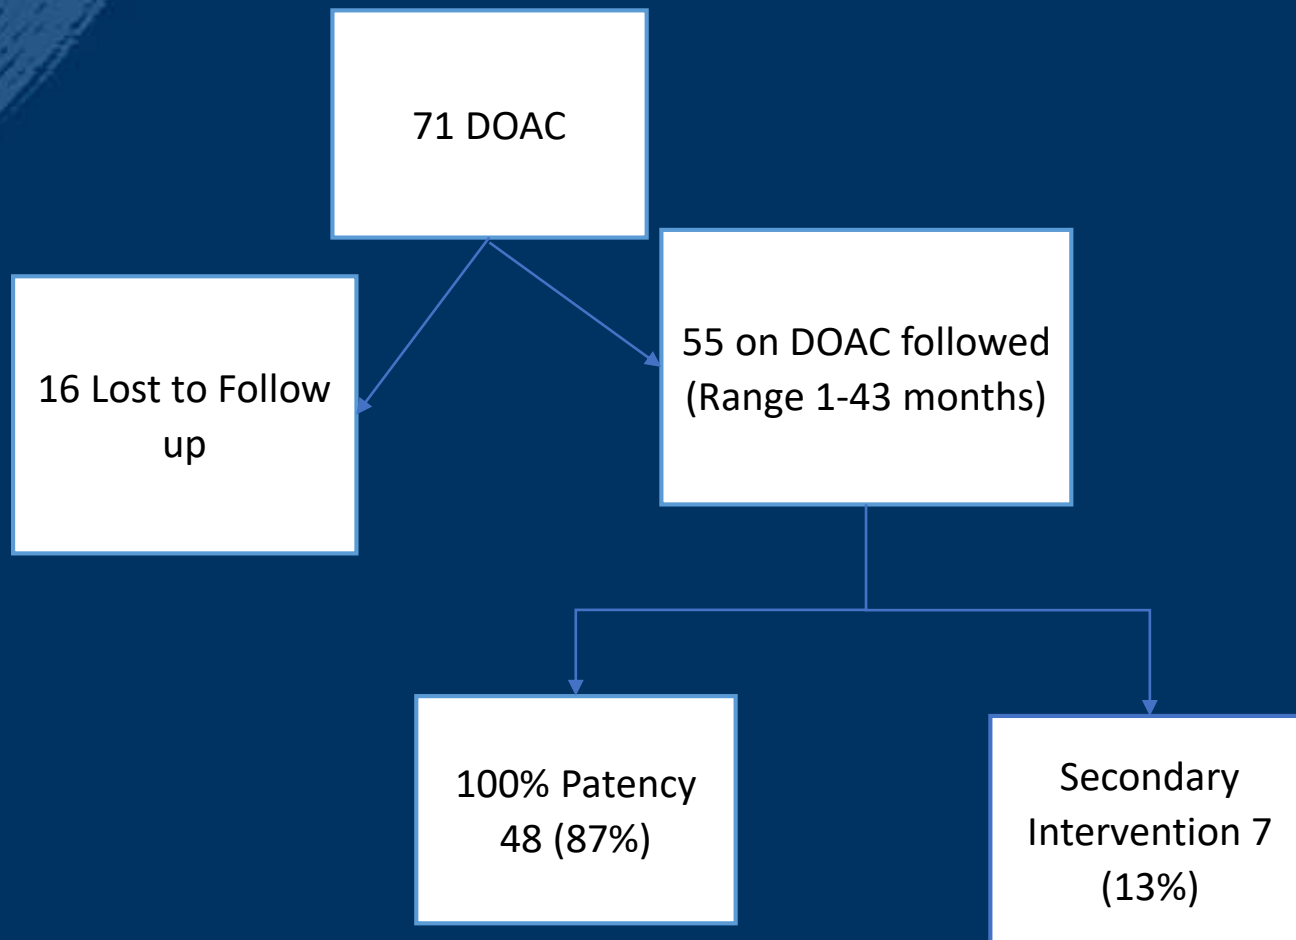 71 DOAC
16 Lost to Follow
up
55 on DOAC followed
(Range 1-43 months)
100% Patency
48 (87%)
Secondary
Intervention 7
(13%)